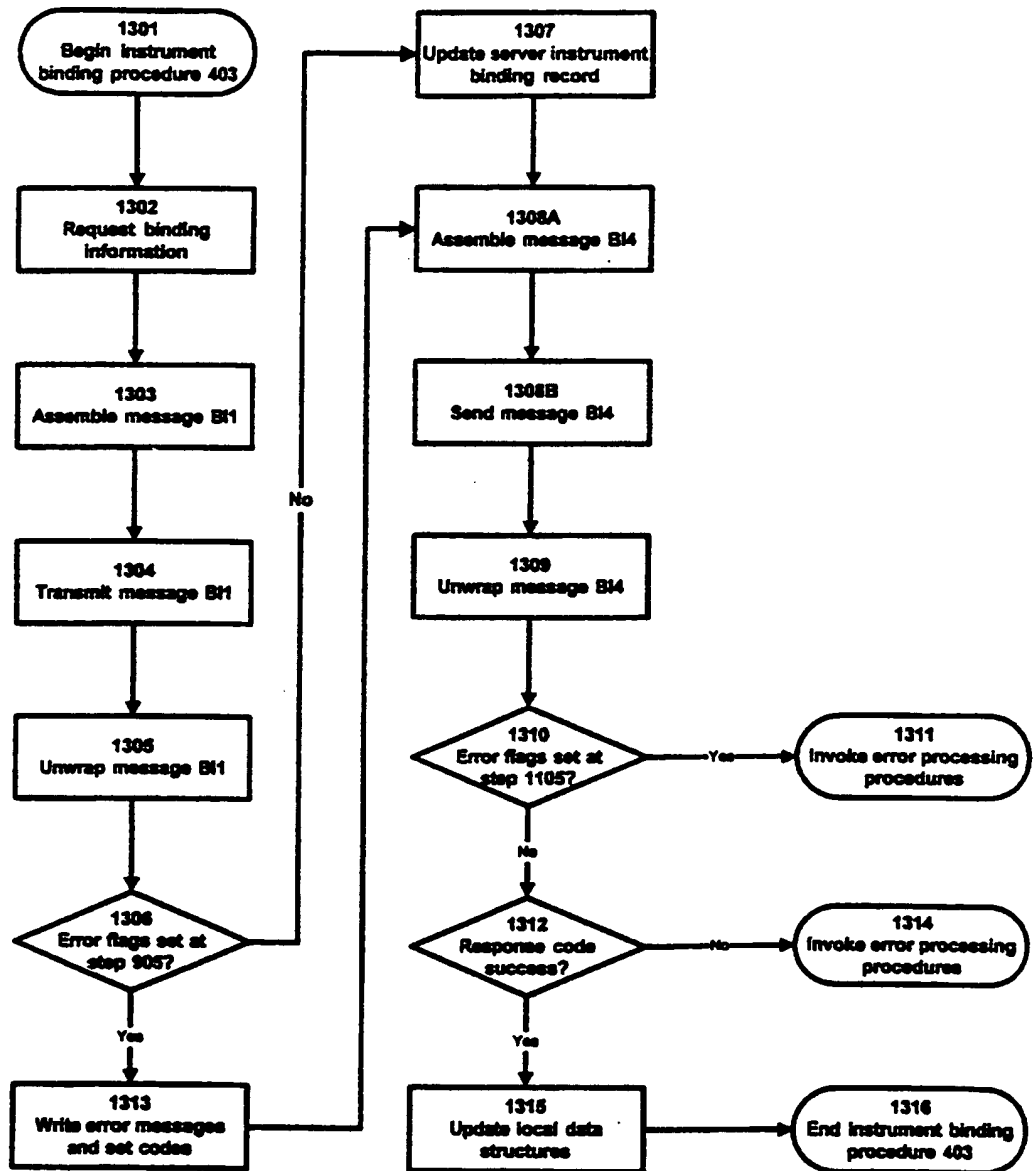 1301
Begin instrument
binding procedure 403
1302
Request binding
information
1303
Assemble message BI1
1304
Transmit message BI1
1305
Unwrap message BI1
1306
Error flags set at
step 905?
No
Yes
1313
Write error messages
and set codes
1307
Update server instrument
binding record
1308A
Assemble message BI4
1308B
Send message BI4
1309
Unwrap message BI4
1310
Error flags set at
step 1105?
Yes
1311
Invoke error processing
procedures
No
1312
Response code
success?
No
1314
Invoke error processing
procedures
Yes
1315
Update local data
structures
1316
End instrument binding
procedure 403